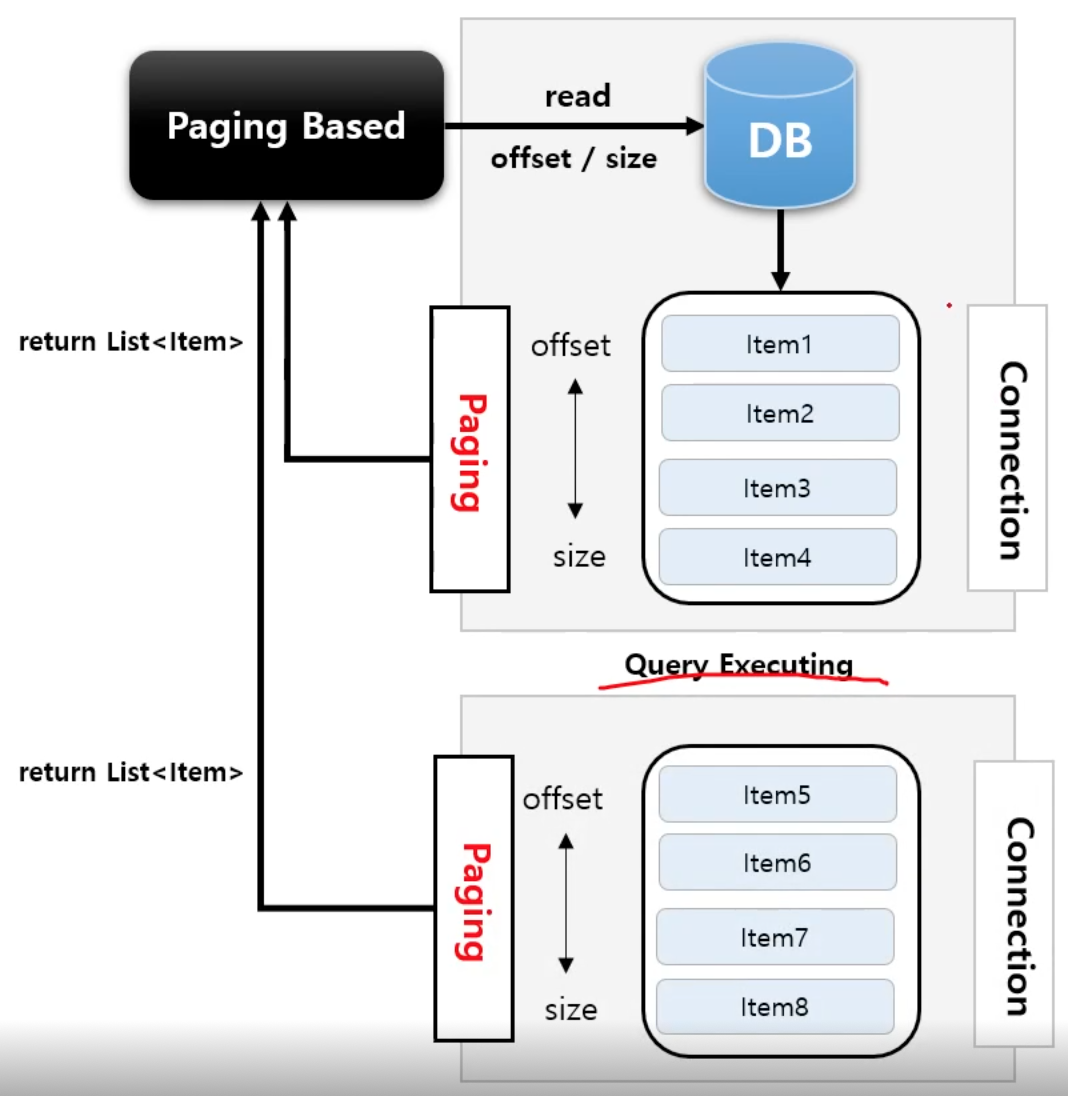 Paging Based
read
offset / size
DB
return List<Item>
Paging
offset
size
Item1
Item2
Item3
Item4
Connection
Query Executing
return List<Item>
Paging
offset
size
Item5
Item6
Item7
Item8
Connection